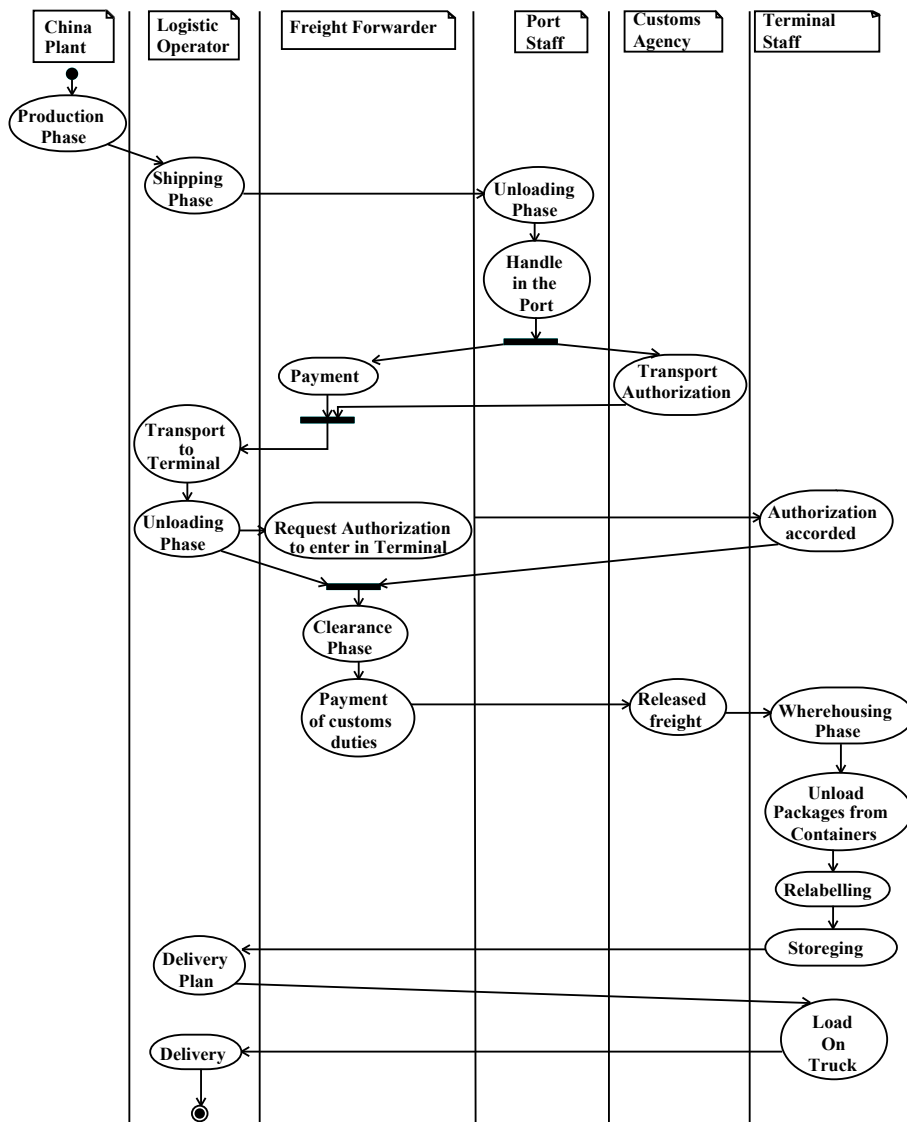 China
Plant
Logistic
Operator
Freight Forwarder
Port
Staff
Customs
Agency
Terminal
Staff
Production
Phase
Shipping
Phase
Unloading
Phase
Handle
in the
Port
Payment
Transport
Authorization
Transport
to
Terminal
Unloading
Phase
Request Authorization
to enter in Terminal
Authorization
accorded
Clearance
Phase
Payment
of customs
duties
Released
freight
Wherehousing
Phase
Unload
Packages from
Containers
Relabelling
Storeging
Delivery
Plan
Load
On
Truck
Delivery